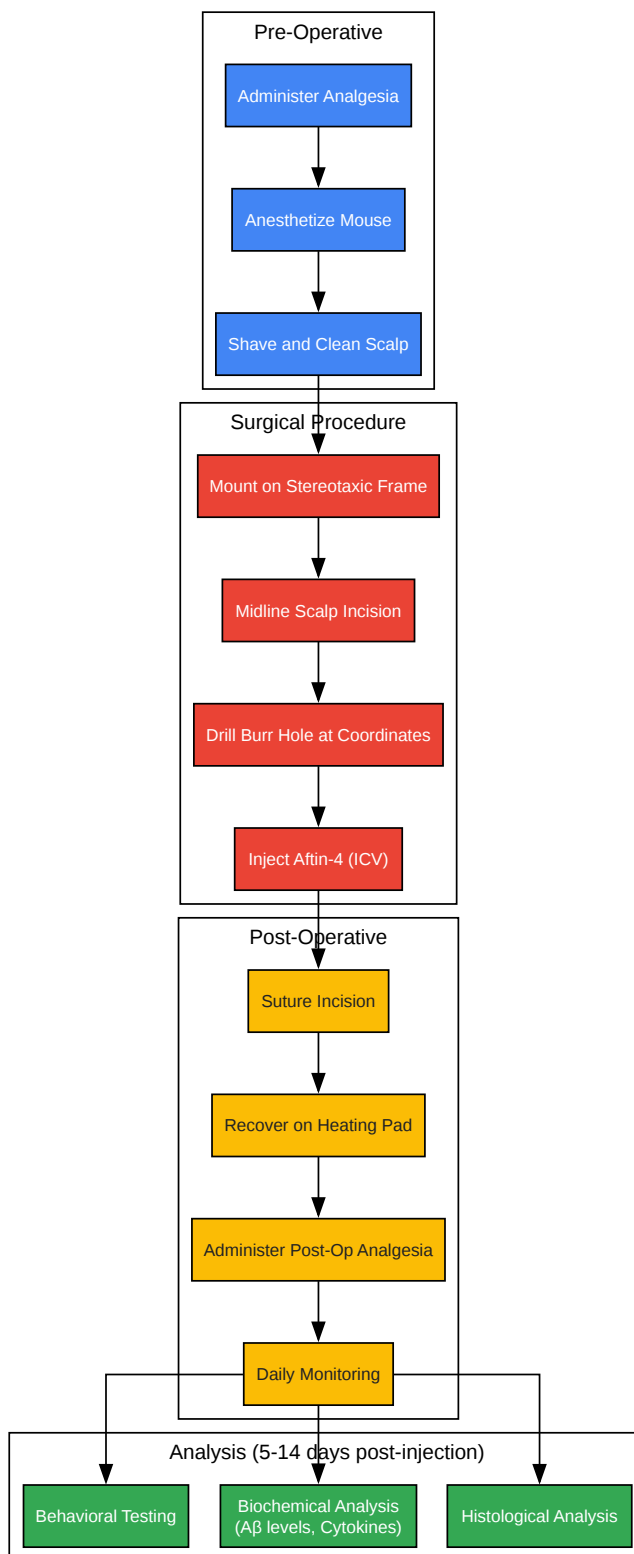 Pre-Operative
Administer Analgesia
Anesthetize Mouse
Shave and Clean Scalp
Surgical Procedure
Mount on Stereotaxic Frame
Midline Scalp Incision
Drill Burr Hole at Coordinates
Inject Aftin-4 (ICV)
Post-Operative
Suture Incision
Recover on Heating Pad
Administer Post-Op Analgesia
Daily Monitoring
Analysis (5-14 days post-injection)
Behavioral Testing
Biochemical Analysis
(Aβ levels, Cytokines)
Histological Analysis